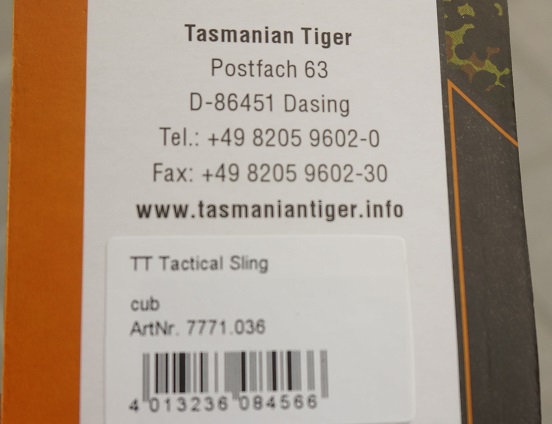 Tasmanian Tiger
Postfach 63
D-86451 Dasing
Tel.: +49 8205 9602-0
Fax: +49 8205 9602-30
www.tasmaniantiger.info
TT Tactical Sling
cub
ArtNr. 7771.036
4 013236 084566